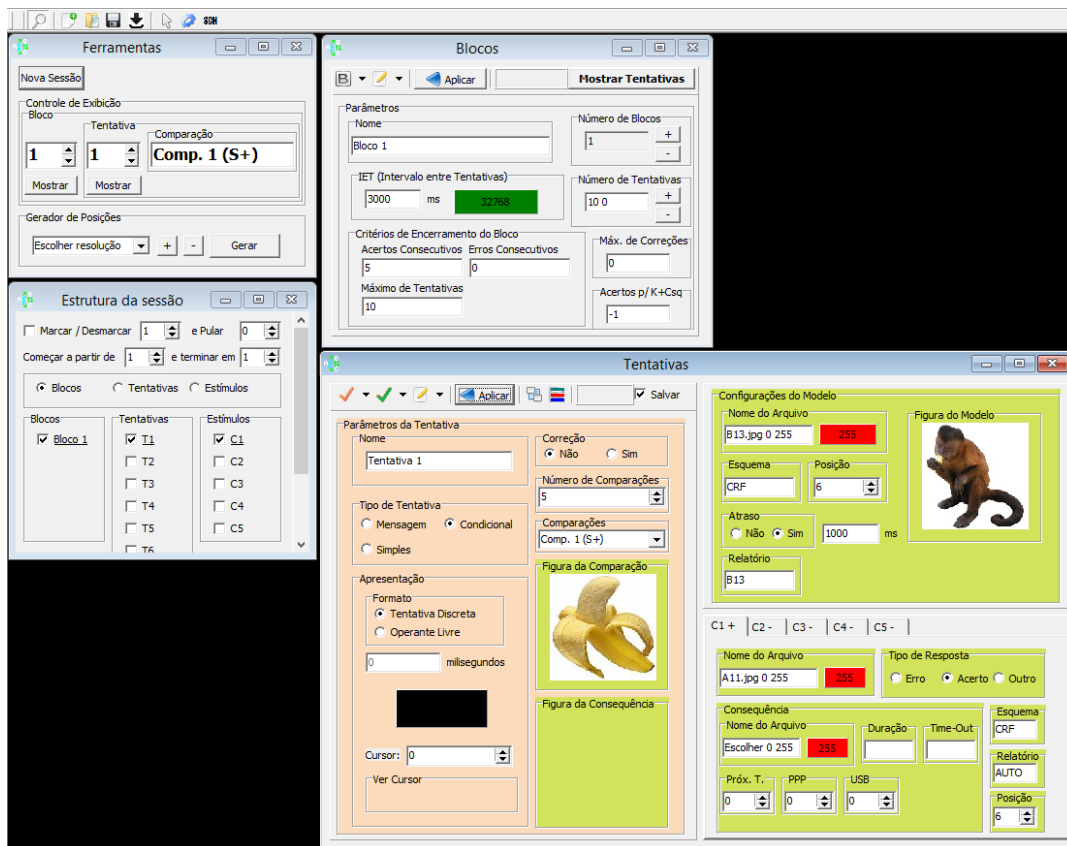 SCH
Ferramentas
Nova Sessão
Controle de Exibição
Bloco
Tentativa
Comparação
1
1
Comp. 1 (S+)
Mostrar
Mostrar
Gerador de Posições
Escolher resolução
+
-
Gerar
Blocos
B
Aplicar
Mostrar Tentativas
Parâmetros
Nome
Bloco 1
Número de Blocos
1
+
-
IET (Intervalo entre Tentativas)
3000
ms
32768
Número de Tentativas
10 0
+
-
Critérios de Encerramento do Bloco
Acertos Consecutivos Erros Consecutivos
5
0
Máximo de Tentativas
10
Máx. de Correções
0
Acertos p/ K+Csq
-1
Estrutura da sessão
Marcar / Desmarcar 1 e Pular 0
Começar a partir de 1 e terminar em 1
Blocos Tentativas Estímulos
Blocos
Bloco 1
Tentativas
T1
T2
T3
T4
T5
T6
Estímulos
C1
C2
C3
C4
C5
Tentativas
Aplicar
Salvar
Parâmetros da Tentativa
Nome
Tentativa 1
Correção
Não Sim
Número de Comparações
5
Tipo de Tentativa
Mensagem Condicional
Simples
Comparações
Comp. 1 (S+)
Figura da Comparação
Apresentação
Formato
Tentativa Discreta
Operante Livre
0
milisegundos
Cursor: 0
Ver Cursor
Figura da Consequência
Configurações do Modelo
Nome do Arquivo
B13.jpg 0 255
255
Figura do Modelo
Esquema
CRF
Posição
6
Atraso
Não Sim
1000
ms
Relatório
B13
C1 + C2 - C3 - C4 - C5 -
Nome do Arquivo
A11.jpg 0 255
255
Tipo de Resposta
Erro Acerto Outro
Consequência
Nome do Arquivo
Escolher 0 255
255
Duração
Time-Out
Próx. T.
0
PPP
0
USB
0
Esquema
CRF
Relatório
AUTO
Posição
6